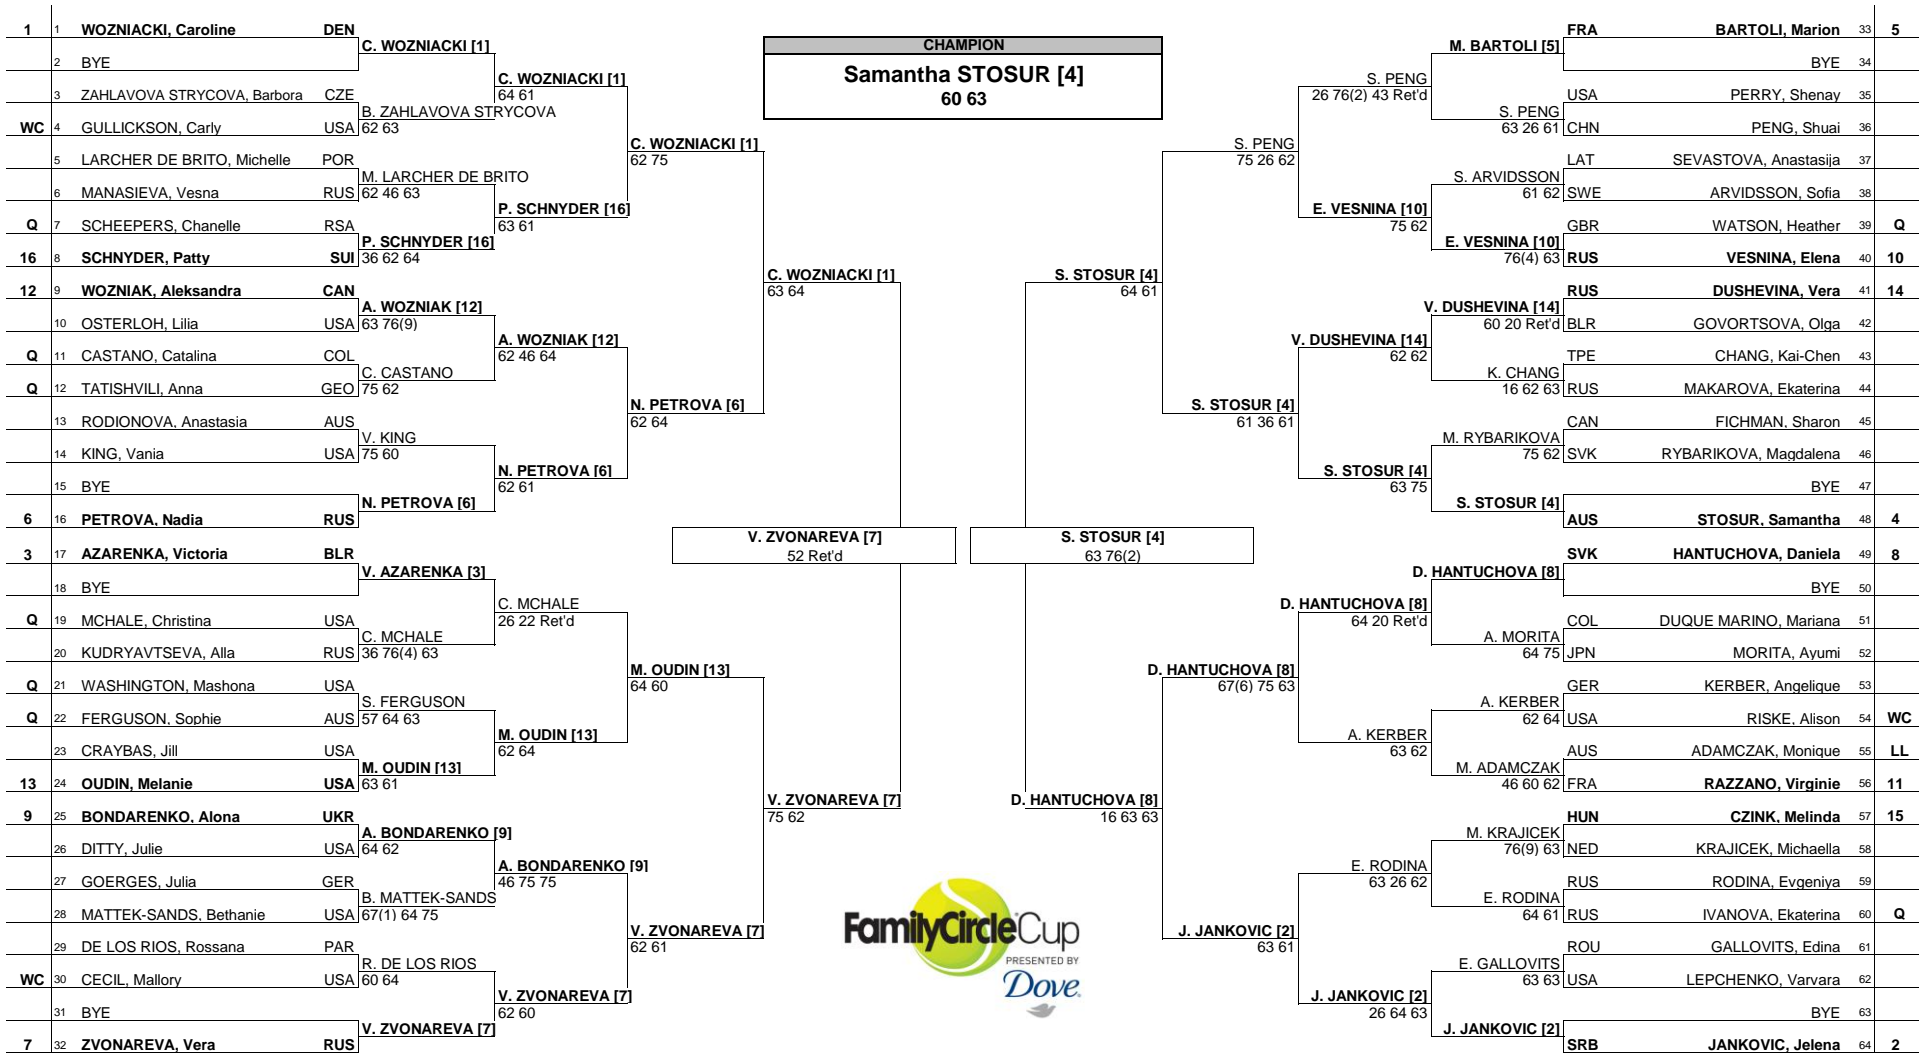 1 1 WOZNIACKI, Caroline DEN
2 BYE
3 ZAHLAVOVA STRYCOVA, Barbora CZE
WC 4 GULLICKSON, Carly USA
5 LARCHER DE BRITO, Michelle POR
6 MANASIEVA, Vesna RUS
Q 7 SCHEEPERS, Chanelle RSA
16 8 SCHNYDER, Patty SUI
12 9 WOZNIAK, Aleksandra CAN
10 OSTERLOH, Lilia USA
Q 11 CASTANO, Catalina COL
Q 12 TATISHVILI, Anna GEO
13 RODIONOVA, Anastasia AUS
14 KING, Vania USA
15 BYE
6 16 PETROVA, Nadia RUS
3 17 AZARENKA, Victoria BLR
18 BYE
Q 19 MCHALE, Christina USA
20 KUDRYAVTSEVA, Alla RUS
Q 21 WASHINGTON, Mashona USA
Q 22 FERGUSON, Sophie AUS
23 CRAYBAS, Jill USA
13 24 OUDIN, Melanie USA
9 25 BONDARENKO, Alona UKR
26 DITTY, Julie USA
27 GOERGES, Julia GER
28 MATTEK-SANDS, Bethanie USA
29 DE LOS RIOS, Rossana PAR
WC 30 CECIL, Mallory USA
31 BYE
7 32 ZVONAREVA, Vera RUS
C. WOZNIACKI [1]
B. ZAHLAVOVA STRYCOVA
62 63
M. LARCHER DE BRITO
62 46 63
P. SCHNYDER [16]
36 62 64
A. WOZNIAK [12]
63 76(9)
C. CASTANO
75 62
V. KING
75 60
N. PETROVA [6]
V. AZARENKA [3]
C. MCHALE
36 76(4) 63
S. FERGUSON
57 64 63
M. OUDIN [13]
63 61
A. BONDARENKO [9]
64 62
B. MATTEK-SANDS
67(1) 64 75
R. DE LOS RIOS
60 64
V. ZVONAREVA [7]
C. WOZNIACKI [1]
64 61
P. SCHNYDER [16]
63 61
A. WOZNIAK [12]
62 46 64
N. PETROVA [6]
62 61
C. MCHALE
26 22 Ret'd
M. OUDIN [13]
62 64
A. BONDARENKO [9]
46 75 75
V. ZVONAREVA [7]
62 60
C. WOZNIACKI [1]
62 75
N. PETROVA [6]
62 64
M. OUDIN [13]
64 60
V. ZVONAREVA [7]
62 61
C. WOZNIACKI [1]
63 64
V. ZVONAREVA [7]
75 62
V. ZVONAREVA [7]
52 Ret'd
CHAMPION
Samantha STOSUR [4]
60 63
S. STOSUR [4]
63 76(2)
S. STOSUR [4]
64 61
D. HANTUCHOVA [8]
16 63 63
S. PENG
75 26 62
S. STOSUR [4]
61 36 61
D. HANTUCHOVA [8]
67(6) 75 63
J. JANKOVIC [2]
63 61
S. PENG
26 76(2) 43 Ret'd
E. VESNINA [10]
75 62
V. DUSHEVINA [14]
62 62
S. STOSUR [4]
63 75
D. HANTUCHOVA [8]
64 20 Ret'd
A. KERBER
63 62
E. RODINA
63 26 62
J. JANKOVIC [2]
26 64 63
M. BARTOLI [5]
S. PENG
63 26 61
S. ARVIDSSON
61 62
E. VESNINA [10]
76(4) 63
V. DUSHEVINA [14]
60 20 Ret'd
K. CHANG
16 62 63
M. RYBARIKOVA
75 62
S. STOSUR [4]
D. HANTUCHOVA [8]
A. MORITA
64 75
A. KERBER
62 64
M. ADAMCZAK
46 60 62
M. KRAJICEK
76(9) 63
E. RODINA
64 61
E. GALLOVITS
63 63
J. JANKOVIC [2]
FRA BARTOLI, Marion 33 5
BYE 34
USA PERRY, Shenay 35
CHN PENG, Shuai 36
LAT SEVASTOVA, Anastasija 37
SWE ARVIDSSON, Sofia 38
GBR WATSON, Heather 39 Q
RUS VESNINA, Elena 40 10
RUS DUSHEVINA, Vera 41 14
BLR GOVORTSOVA, Olga 42
TPE CHANG, Kai-Chen 43
RUS MAKAROVA, Ekaterina 44
CAN FICHMAN, Sharon 45
SVK RYBARIKOVA, Magdalena 46
BYE 47
AUS STOSUR, Samantha 48 4
SVK HANTUCHOVA, Daniela 49 8
BYE 50
COL DUQUE MARINO, Mariana 51
JPN MORITA, Ayumi 52
GER KERBER, Angelique 53
USA RISKE, Alison 54 WC
AUS ADAMCZAK, Monique 55 LL
FRA RAZZANO, Virginie 56 11
HUN CZINK, Melinda 57 15
NED KRAJICEK, Michaella 58
RUS RODINA, Evgeniya 59
RUS IVANOVA, Ekaterina 60 Q
ROU GALLOVITS, Edina 61
USA LEPCHENKO, Varvara 62
BYE 63
SRB JANKOVIC, Jelena 64 2
FamilyCircle Cup
PRESENTED BY
Dove